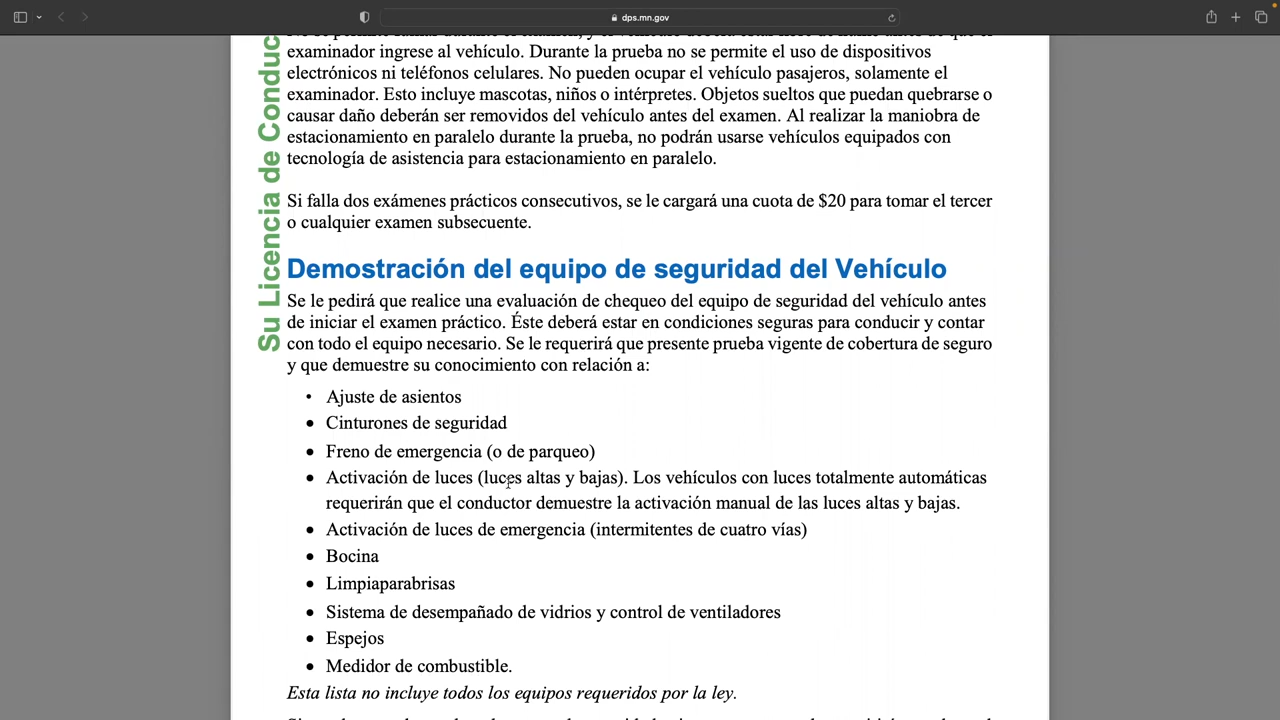 dps.mn.gov
Su Licencia de Conduc
examinador ingrese al vehículo. Durante la prueba no se permite el uso de dispositivos
electrónicos ni teléfonos celulares. No pueden ocupar el vehículo pasajeros, solamente el
examinador. Esto incluye mascotas, niños o intérpretes. Objetos sueltos que puedan quebrarse o
causar daño deberán ser removidos del vehículo antes del examen. Al realizar la maniobra de
estacionamiento en paralelo durante la prueba, no podrán usarse vehículos equipados con
tecnología de asistencia para estacionamiento en paralelo.
Si falla dos exámenes prácticos consecutivos, se le cargará una cuota de $20 para tomar el tercer
o cualquier examen subsecuente.
Demostración del equipo de seguridad del Vehículo
Se le pedirá que realice una evaluación de chequeo del equipo de seguridad del vehículo antes
de iniciar el examen práctico. Éste deberá estar en condiciones seguras para conducir y contar
con todo el equipo necesario. Se le requerirá que presente prueba vigente de cobertura de seguro
y que demuestre su conocimiento con relación a:
• Ajuste de asientos
• Cinturones de seguridad
• Freno de emergencia (o de parqueo)
• Activación de luces (luces altas y bajas). Los vehículos con luces totalmente automáticas
requerirán que el conductor demuestre la activación manual de las luces altas y bajas.
• Activación de luces de emergencia (intermitentes de cuatro vías)
• Bocina
• Limpiaparabrisas
• Sistema de desempañado de vidrios y control de ventiladores
• Espejos
• Medidor de combustible.
Esta lista no incluye todos los equipos requeridos por la ley.